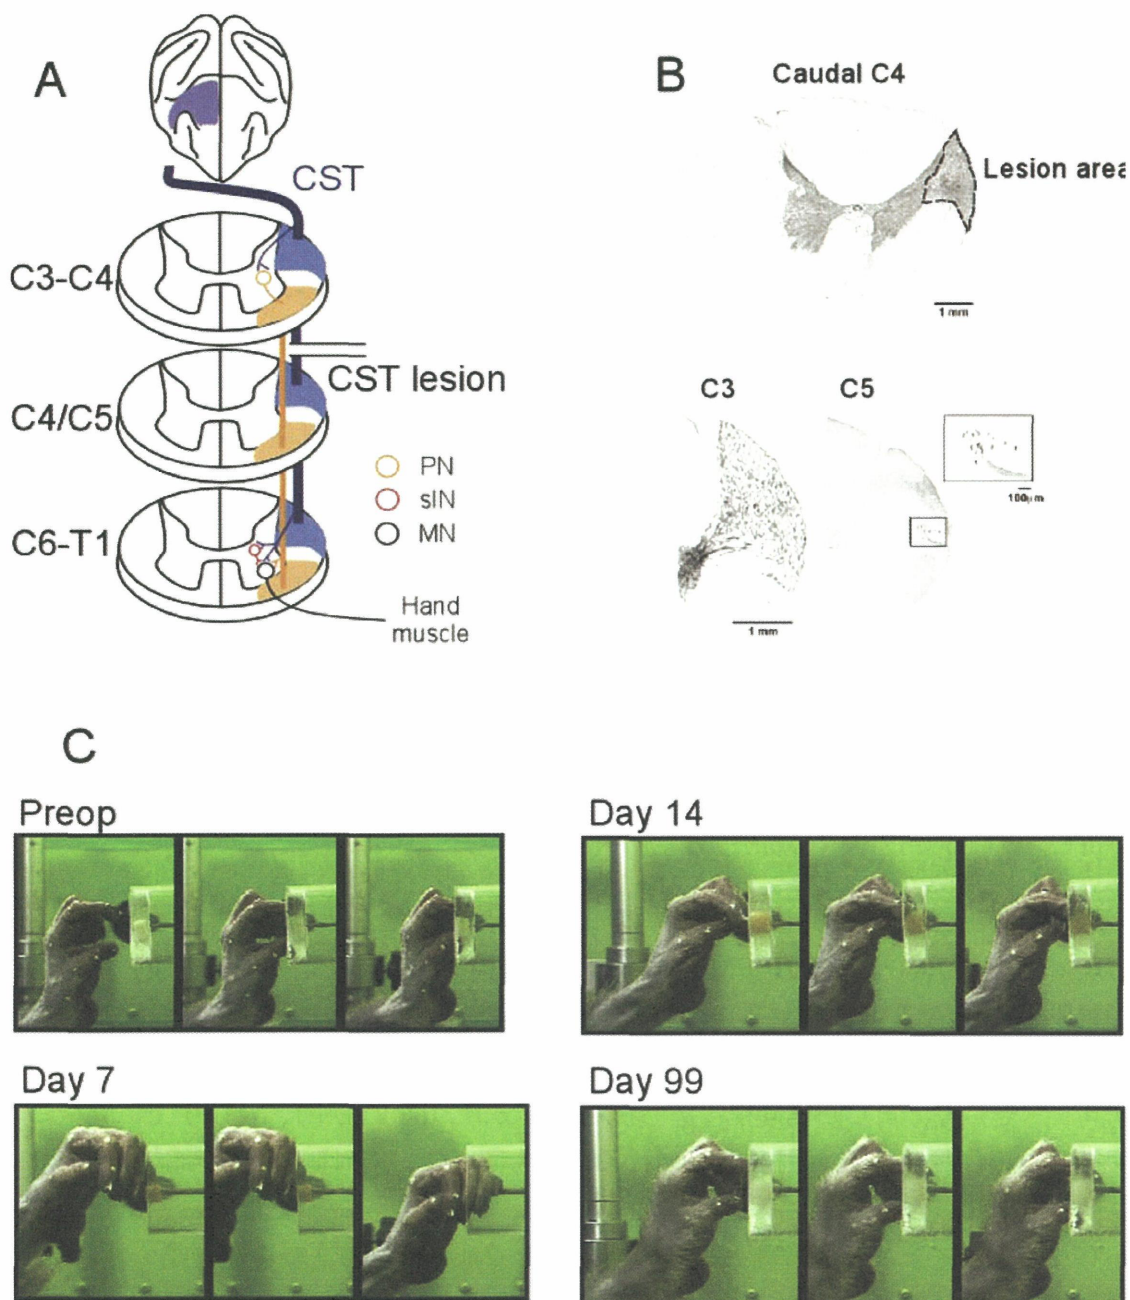 A
CST
C3-C4
CST lesion
C4/C5
PN
sIN
C6-T1
MN
Hand
muscle
B
Caudal C4
Lesion area
1 mm
C3
C5
100µm
1 mm
C
Preop
Day 14
Day 7
Day 99